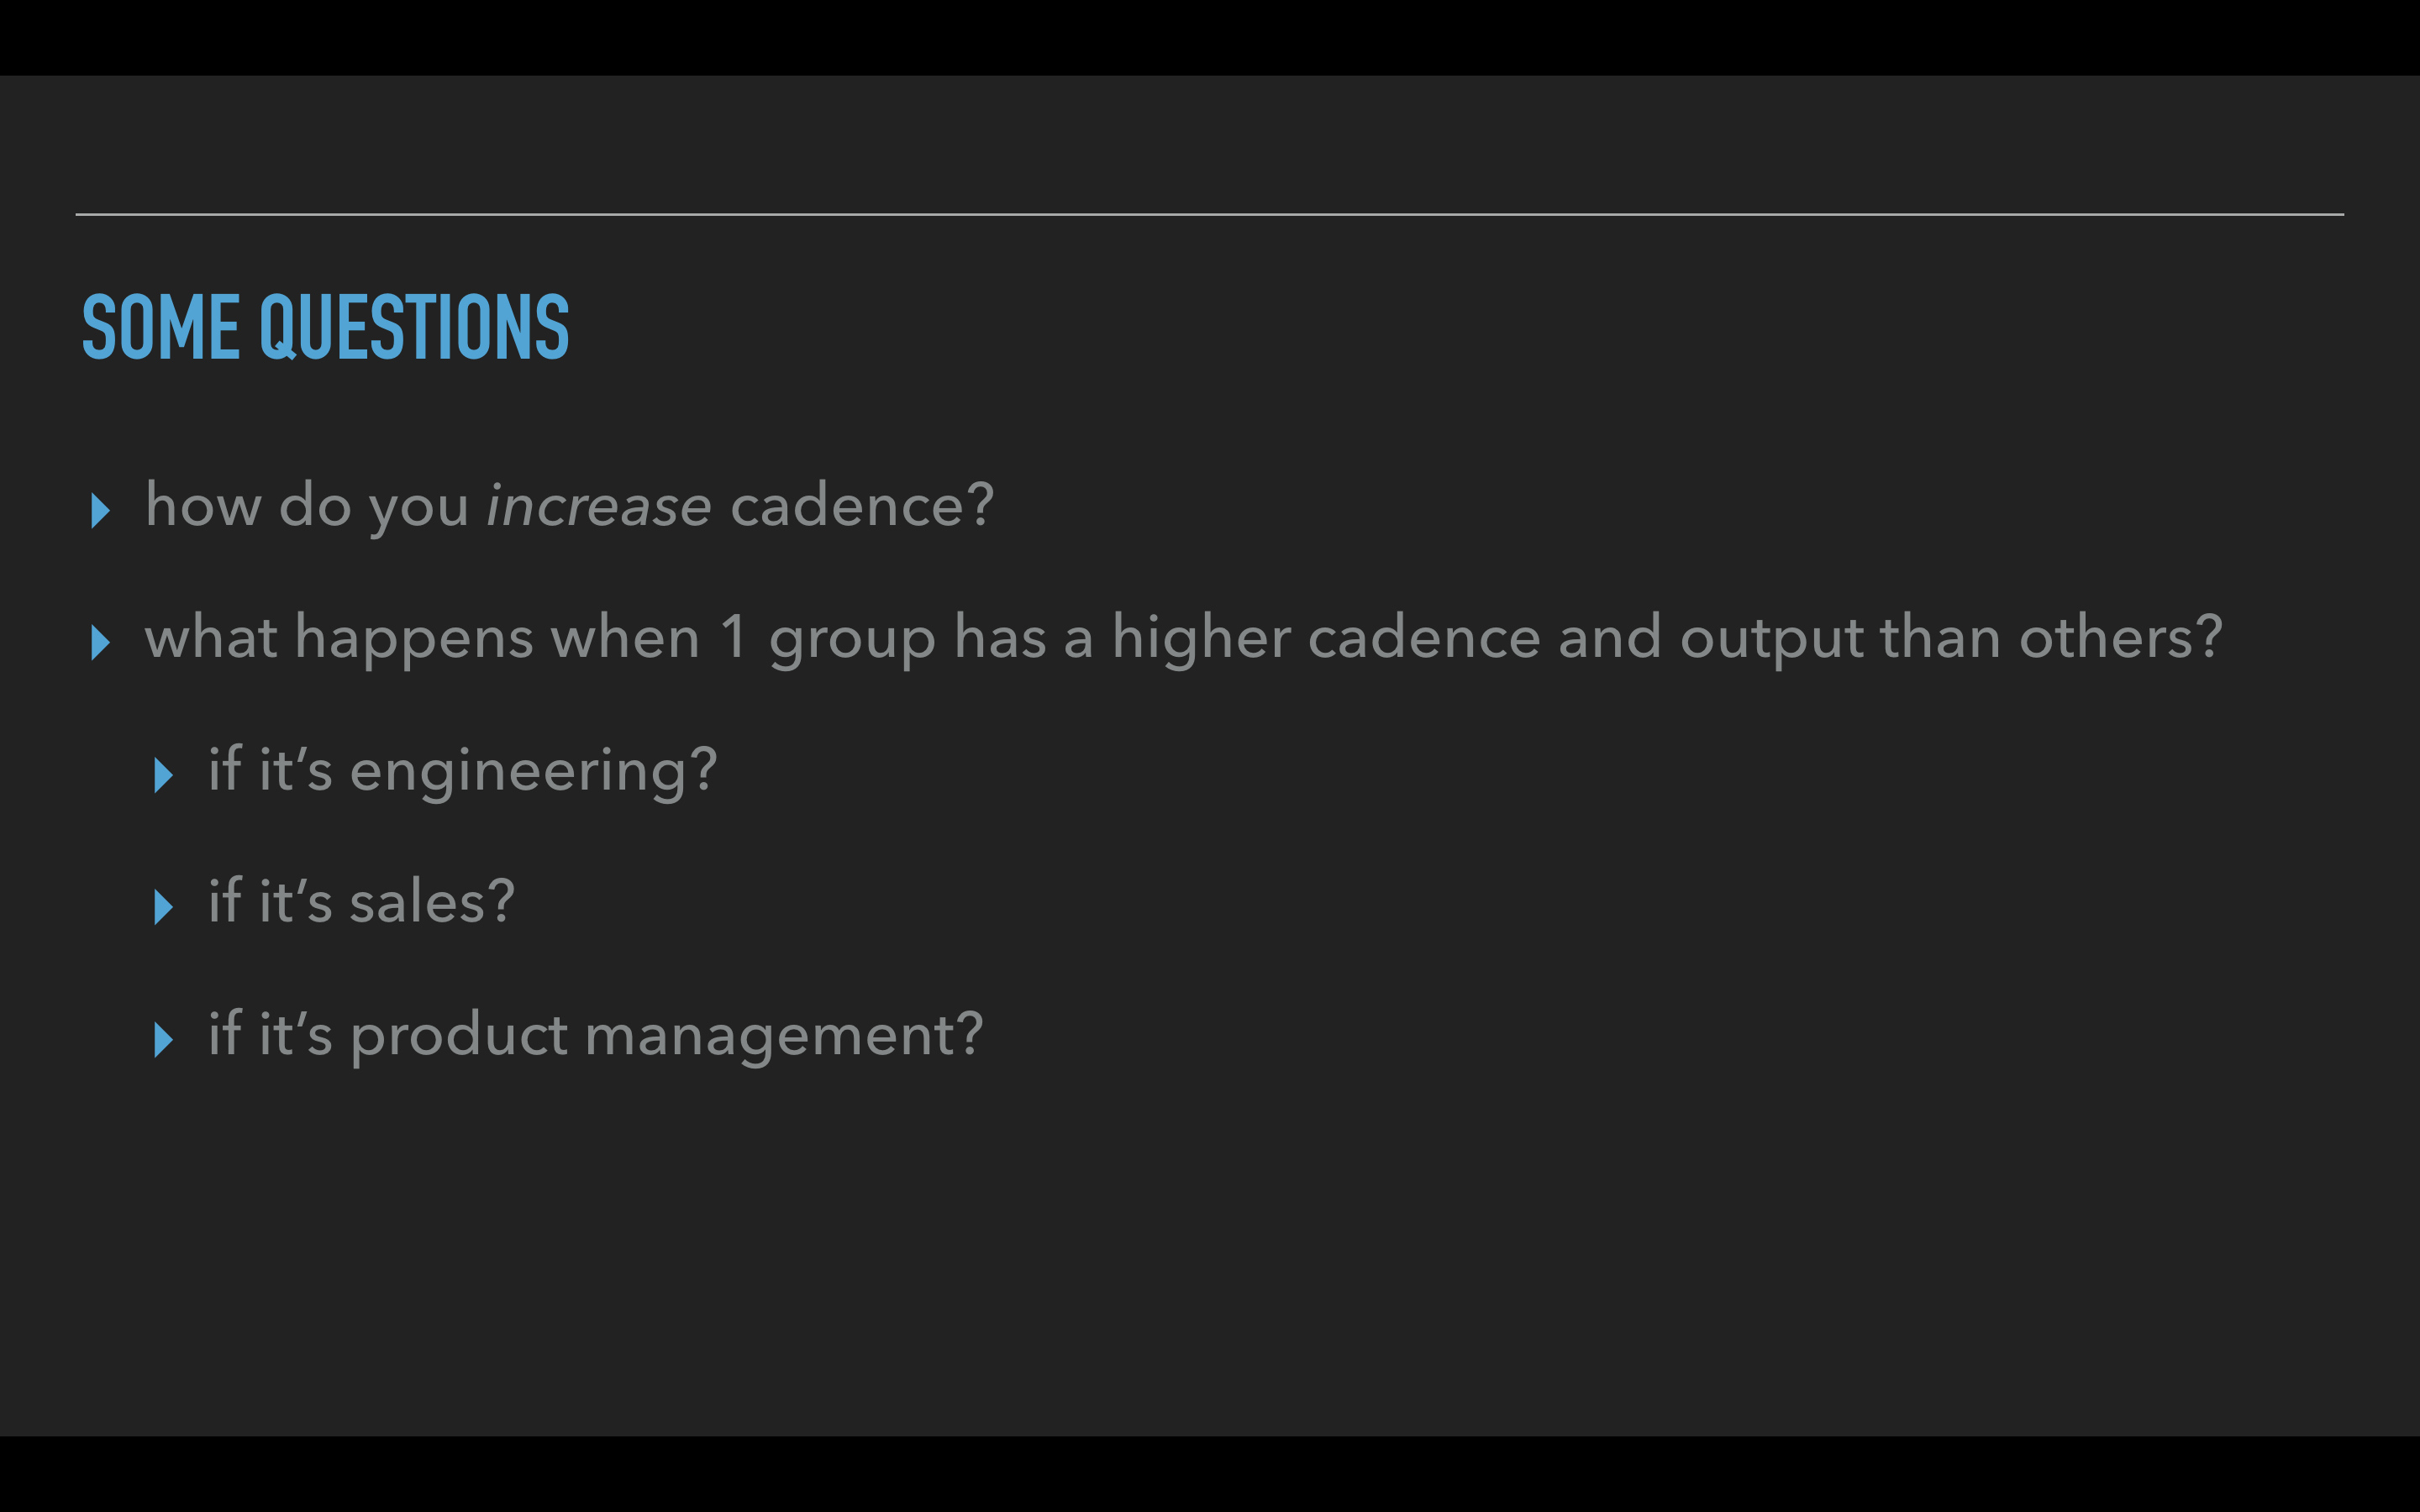 SOME QUESTIONS
how do you increase cadence?
what happens when 1 group has a higher cadence and output than others?
if it’s engineering?
if it’s sales?
if it’s product management?